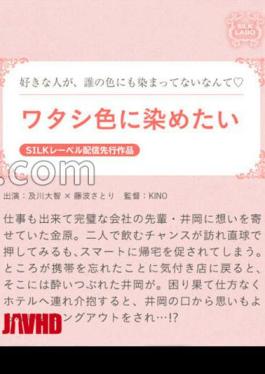 SILK LABO
好きな人が、誰の色にも染まってないなんて♡
ワタシ色に染めたい
SILKレーベル配信先行作品
.com
出演：及川大智 × 藤波さとり　監督：KINO
仕事も出来て完璧な会社の先輩・井岡に想いを寄
せていた金原。二人で飲むチャンスが訪れ直球で
押してみるも、スマートに帰宅を促されてしまう。
ところが携帯を忘れたことに気付き店に戻ると、
そこには酔いつぶれた井岡が。困り果て仕方なく
ホテルへ連れ介抱すると、井岡の口から思いもよ
ングアウトをされ…!?
JAVHD